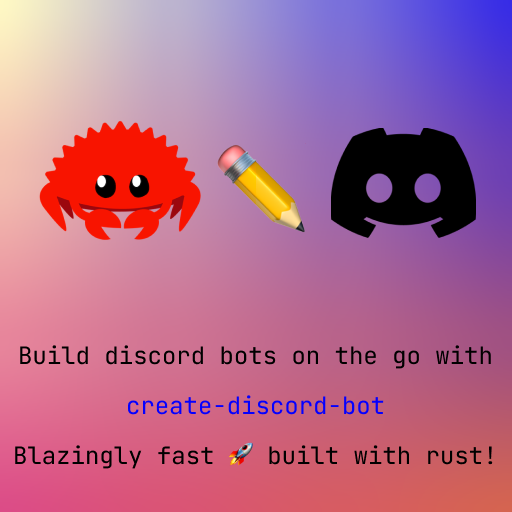 Build discord bots on the go with
create-discord-bot
Blazingly fast 🚀 built with rust!